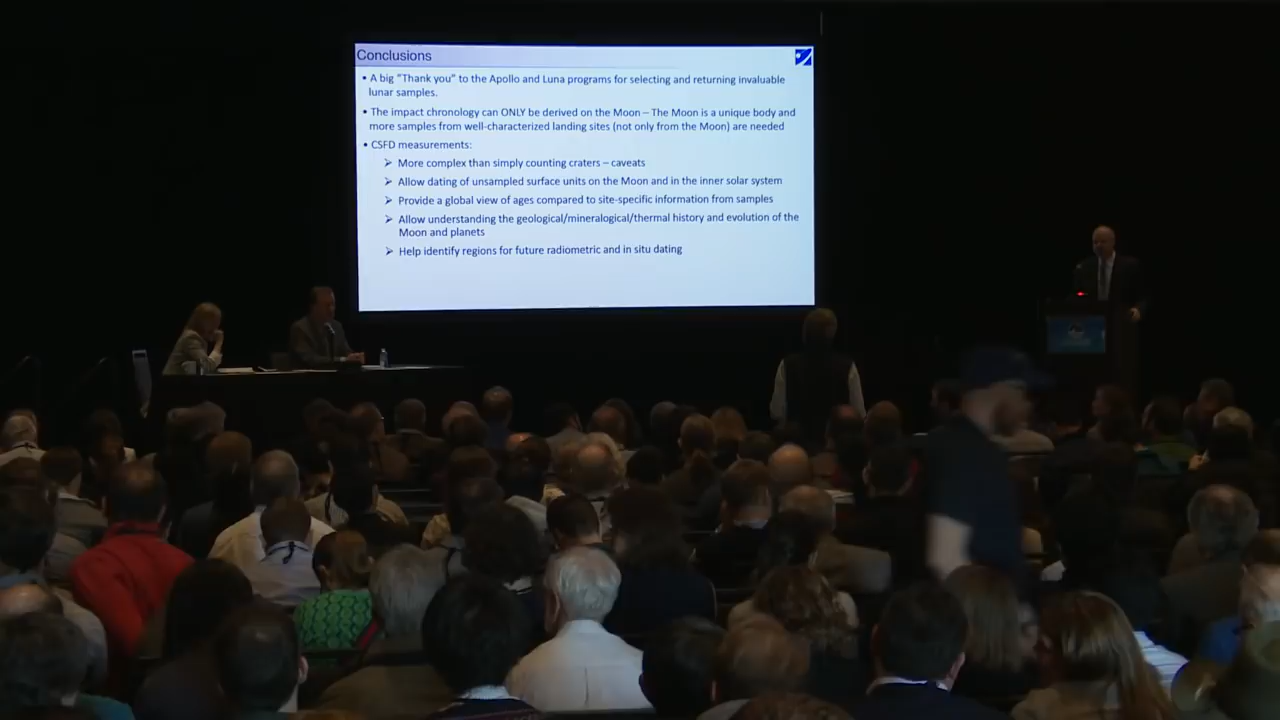 Conclusions
• A big “Thank you” to the Apollo and Luna programs for selecting and returning invaluable
lunar samples.
• The impact chronology can ONLY be derived on the Moon – The Moon is a unique body and
more samples from well-characterized landing sites (not only from the Moon) are needed
• CSFD measurements:
➢ More complex than simply counting craters – caveats
➢ Allow dating of unsampled surface units on the Moon and in the inner solar system
➢ Provide a global view of ages compared to site-specific information from samples
➢ Allow understanding the geological/mineralogical/thermal history and evolution of the
Moon and planets
➢ Help identify regions for future radiometric and in situ dating